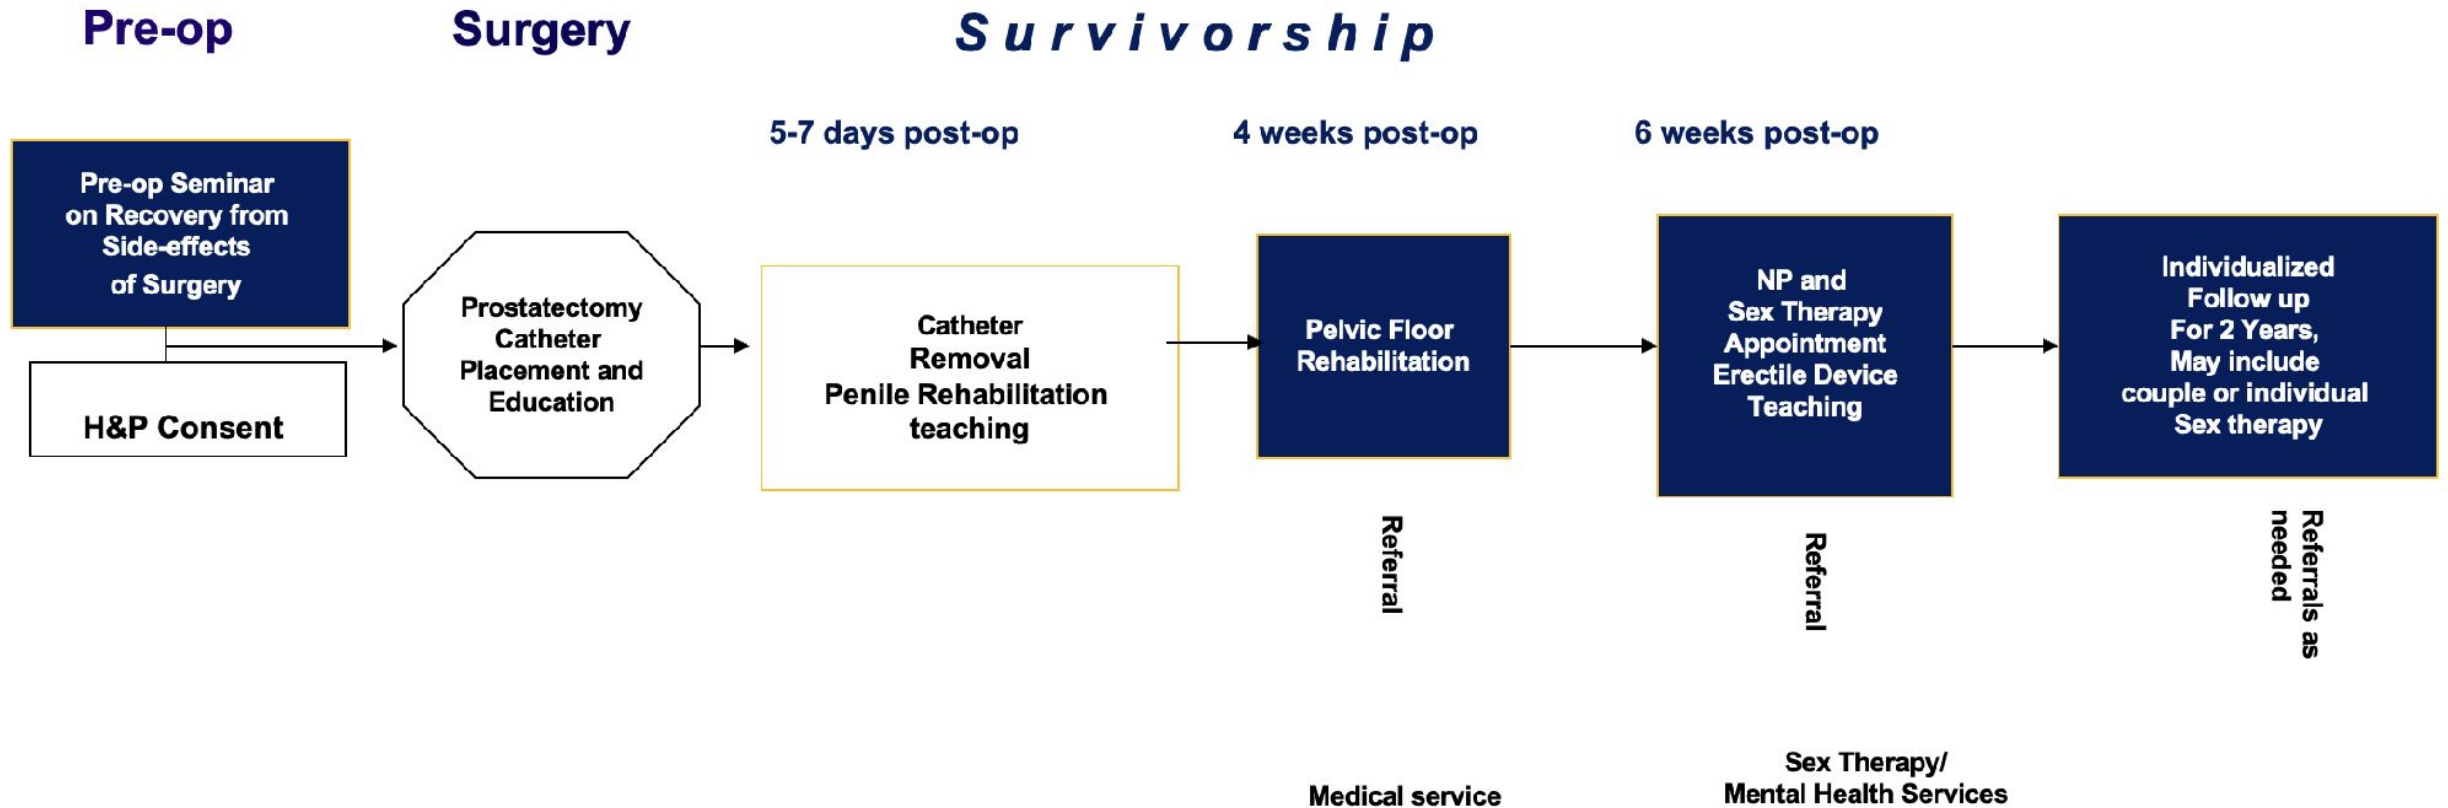 Pre-op
Surgery
Survivorship
5-7 days post-op
4 weeks post-op
6 weeks post-op
Pre-op Seminar
on Recovery from
Side-effects
of Surgery
H&P Consent
Prostatectomy
Catheter
Placement and
Education
Catheter
Removal
Penile Rehabilitation
teaching
Pelvic Floor
Rehabilitation
NP and
Sex Therapy
Appointment
Erectile Device
Teaching
Individualized
Follow up
For 2 Years,
May include
couple or individual
Sex therapy
Referral
Referral
Referrals as
needed
Medical service
Sex Therapy/
Mental Health Services